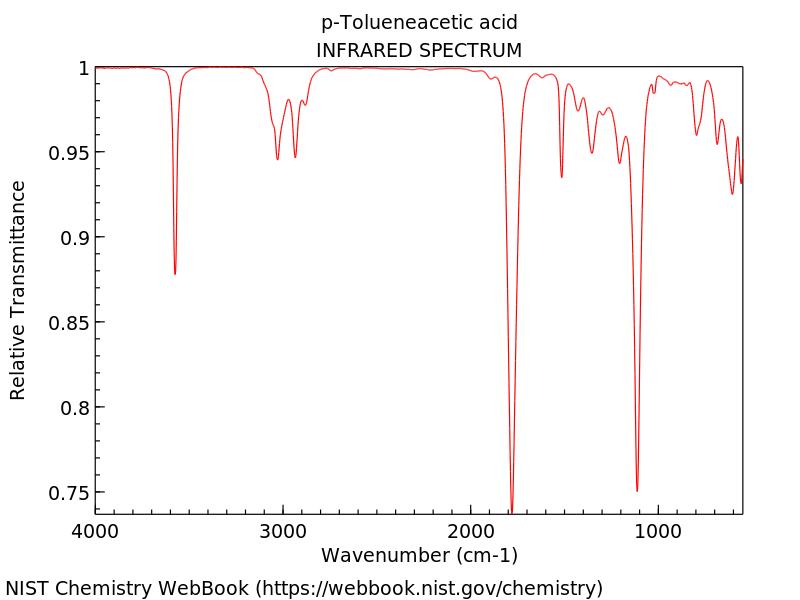 p-Tolueneacetic acid
INFRARED SPECTRUM
1
0.95
0.9
0.85
0.8
0.75
Relative Transmittance
4000 3000 2000 1000
Wavenumber (cm-1)
NIST Chemistry WebBook (https://webbook.nist.gov/chemistry)